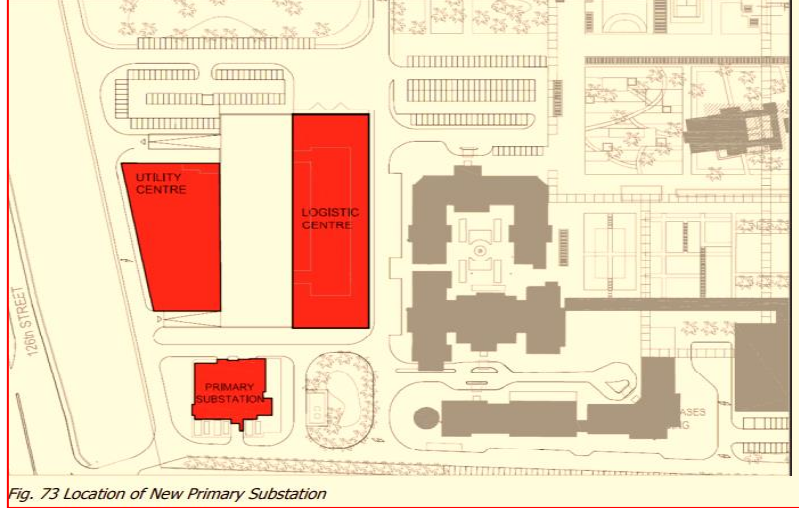 UTILITY
CENTRE
LOGISTIC
CENTRE
126th STREET
PRIMARY
SUBSTATION
Fig. 73 Location of New Primary Substation